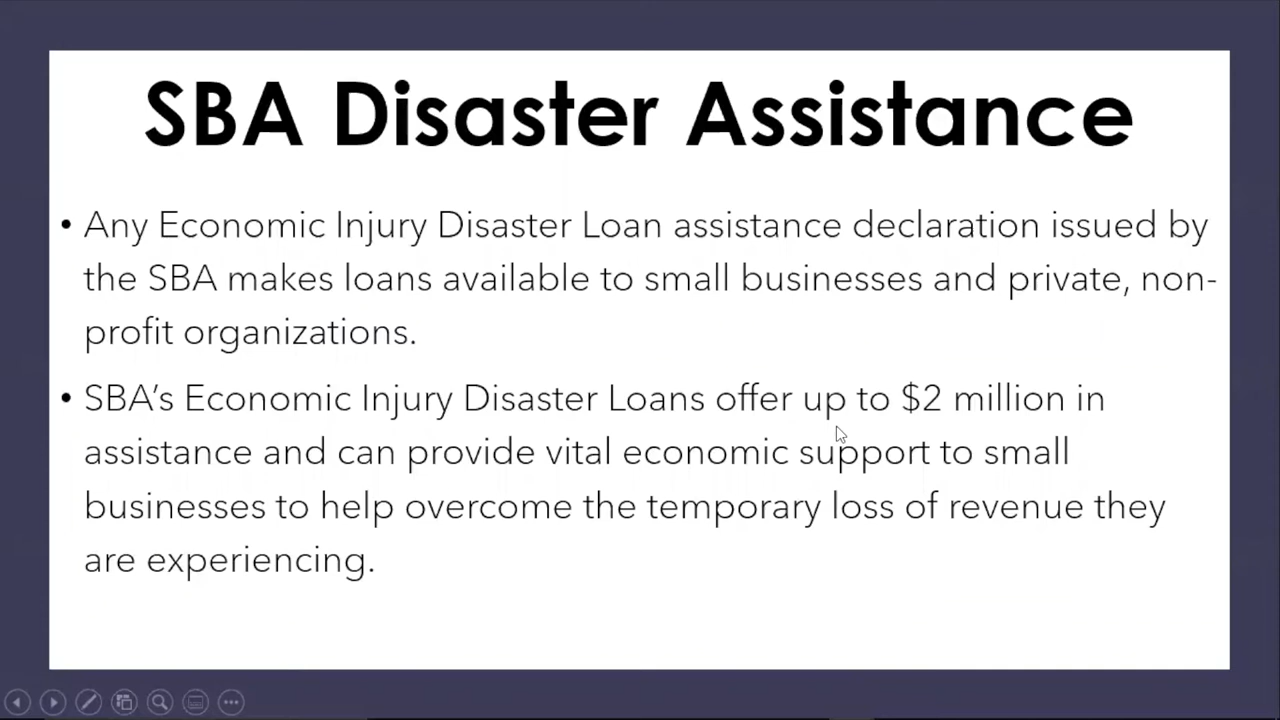 SBA Disaster Assistance
• Any Economic Injury Disaster Loan assistance declaration issued by
the SBA makes loans available to small businesses and private, non-
profit organizations.
• SBA’s Economic Injury Disaster Loans offer up to $2 million in
assistance and can provide vital economic support to small
businesses to help overcome the temporary loss of revenue they
are experiencing.